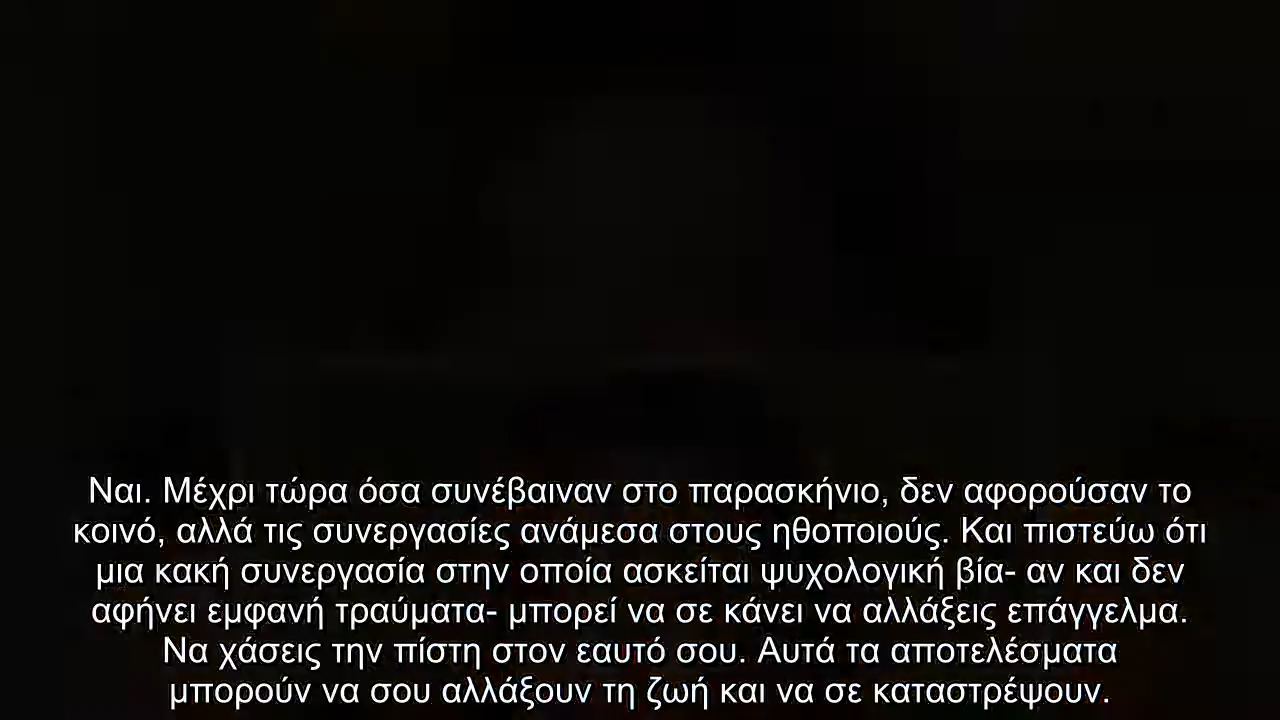 Ναι. Μέχρι τώρα όσα συνέβαιναν στο παρασκήνιο, δεν αφορούσαν το
κοινό, αλλά τις συνεργασίες ανάμεσα στους ηθοποιούς. Και πιστεύω ότι
μια κακή συνεργασία στην οποία ασκείται ψυχολογική βία- αν και δεν
αφήνει εμφανή τραύματα- μπορεί να σε κάνει να αλλάξεις επάγγελμα.
Να χάσεις την πίστη στον εαυτό σου. Αυτά τα αποτελέσματα
μπορούν να σου αλλάξουν τη ζωή και να σε καταστρέψουν.